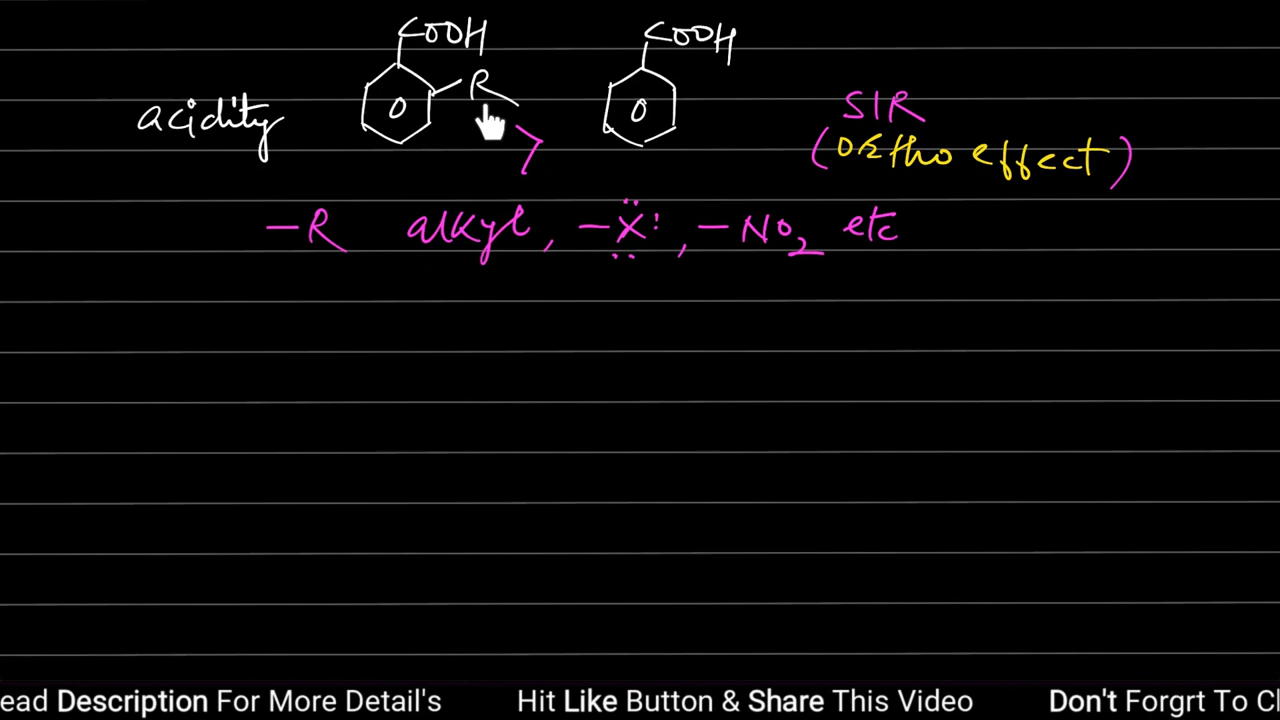 COOH COOH
acidity R > SIR
(Ortho effect)
-R alkyl, -X:, -NO2 etc
ead Description For More Detail's Hit Like Button & Share This Video Don't Forgrt To Cl